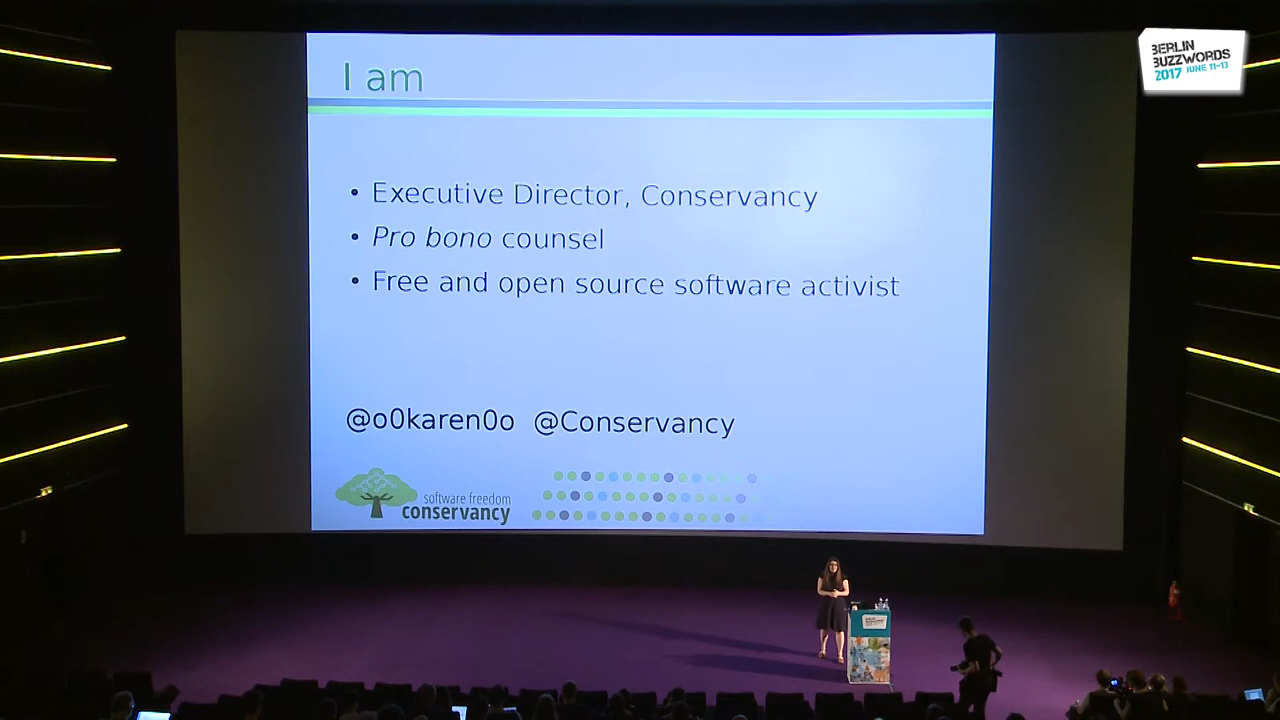 BERLIN
BUZZWORDS
2017 JUNE 11-13
I am
• Executive Director, Conservancy
• Pro bono counsel
• Free and open source software activist
@o0karen0o @Conservancy
software freedom
conservancy